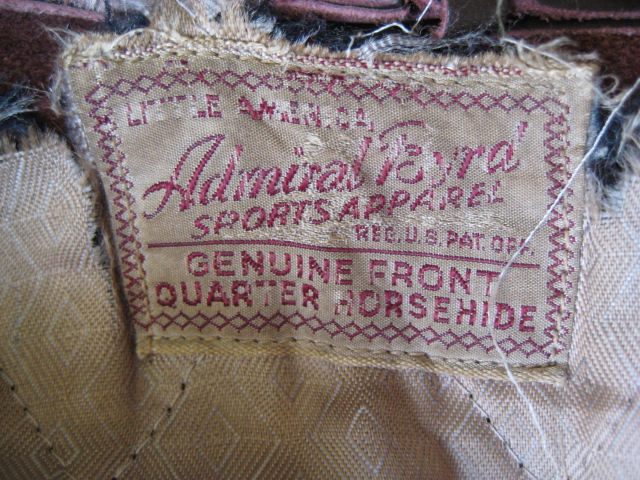 LITTLE AMERICA
"Admiral Byrd"
SPORTS APPAREL
REG. U.S. PAT. OFF.
GENUINE FRONT
QUARTER HORSEHIDE